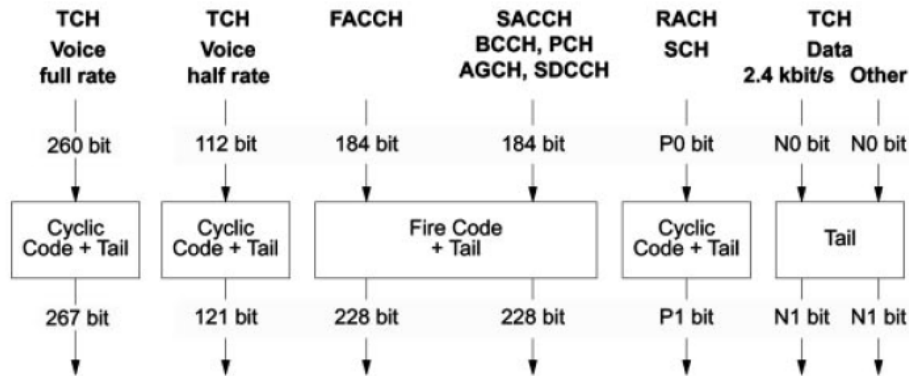 TCH FACCH SACCH RACH TCH
Voice Voice BCCH, PCH SCH Data
full rate half rate AGCH, SDCCH 2.4 kbit/s Other
260 bit 112 bit 184 bit 184 bit P0 bit N0 bit N0 bit
Cyclic Cyclic Fire Code Cyclic Tail
Code + Tail Code + Tail + Tail Code + Tail
267 bit 121 bit 228 bit 228 bit P1 bit N1 bit N1 bit